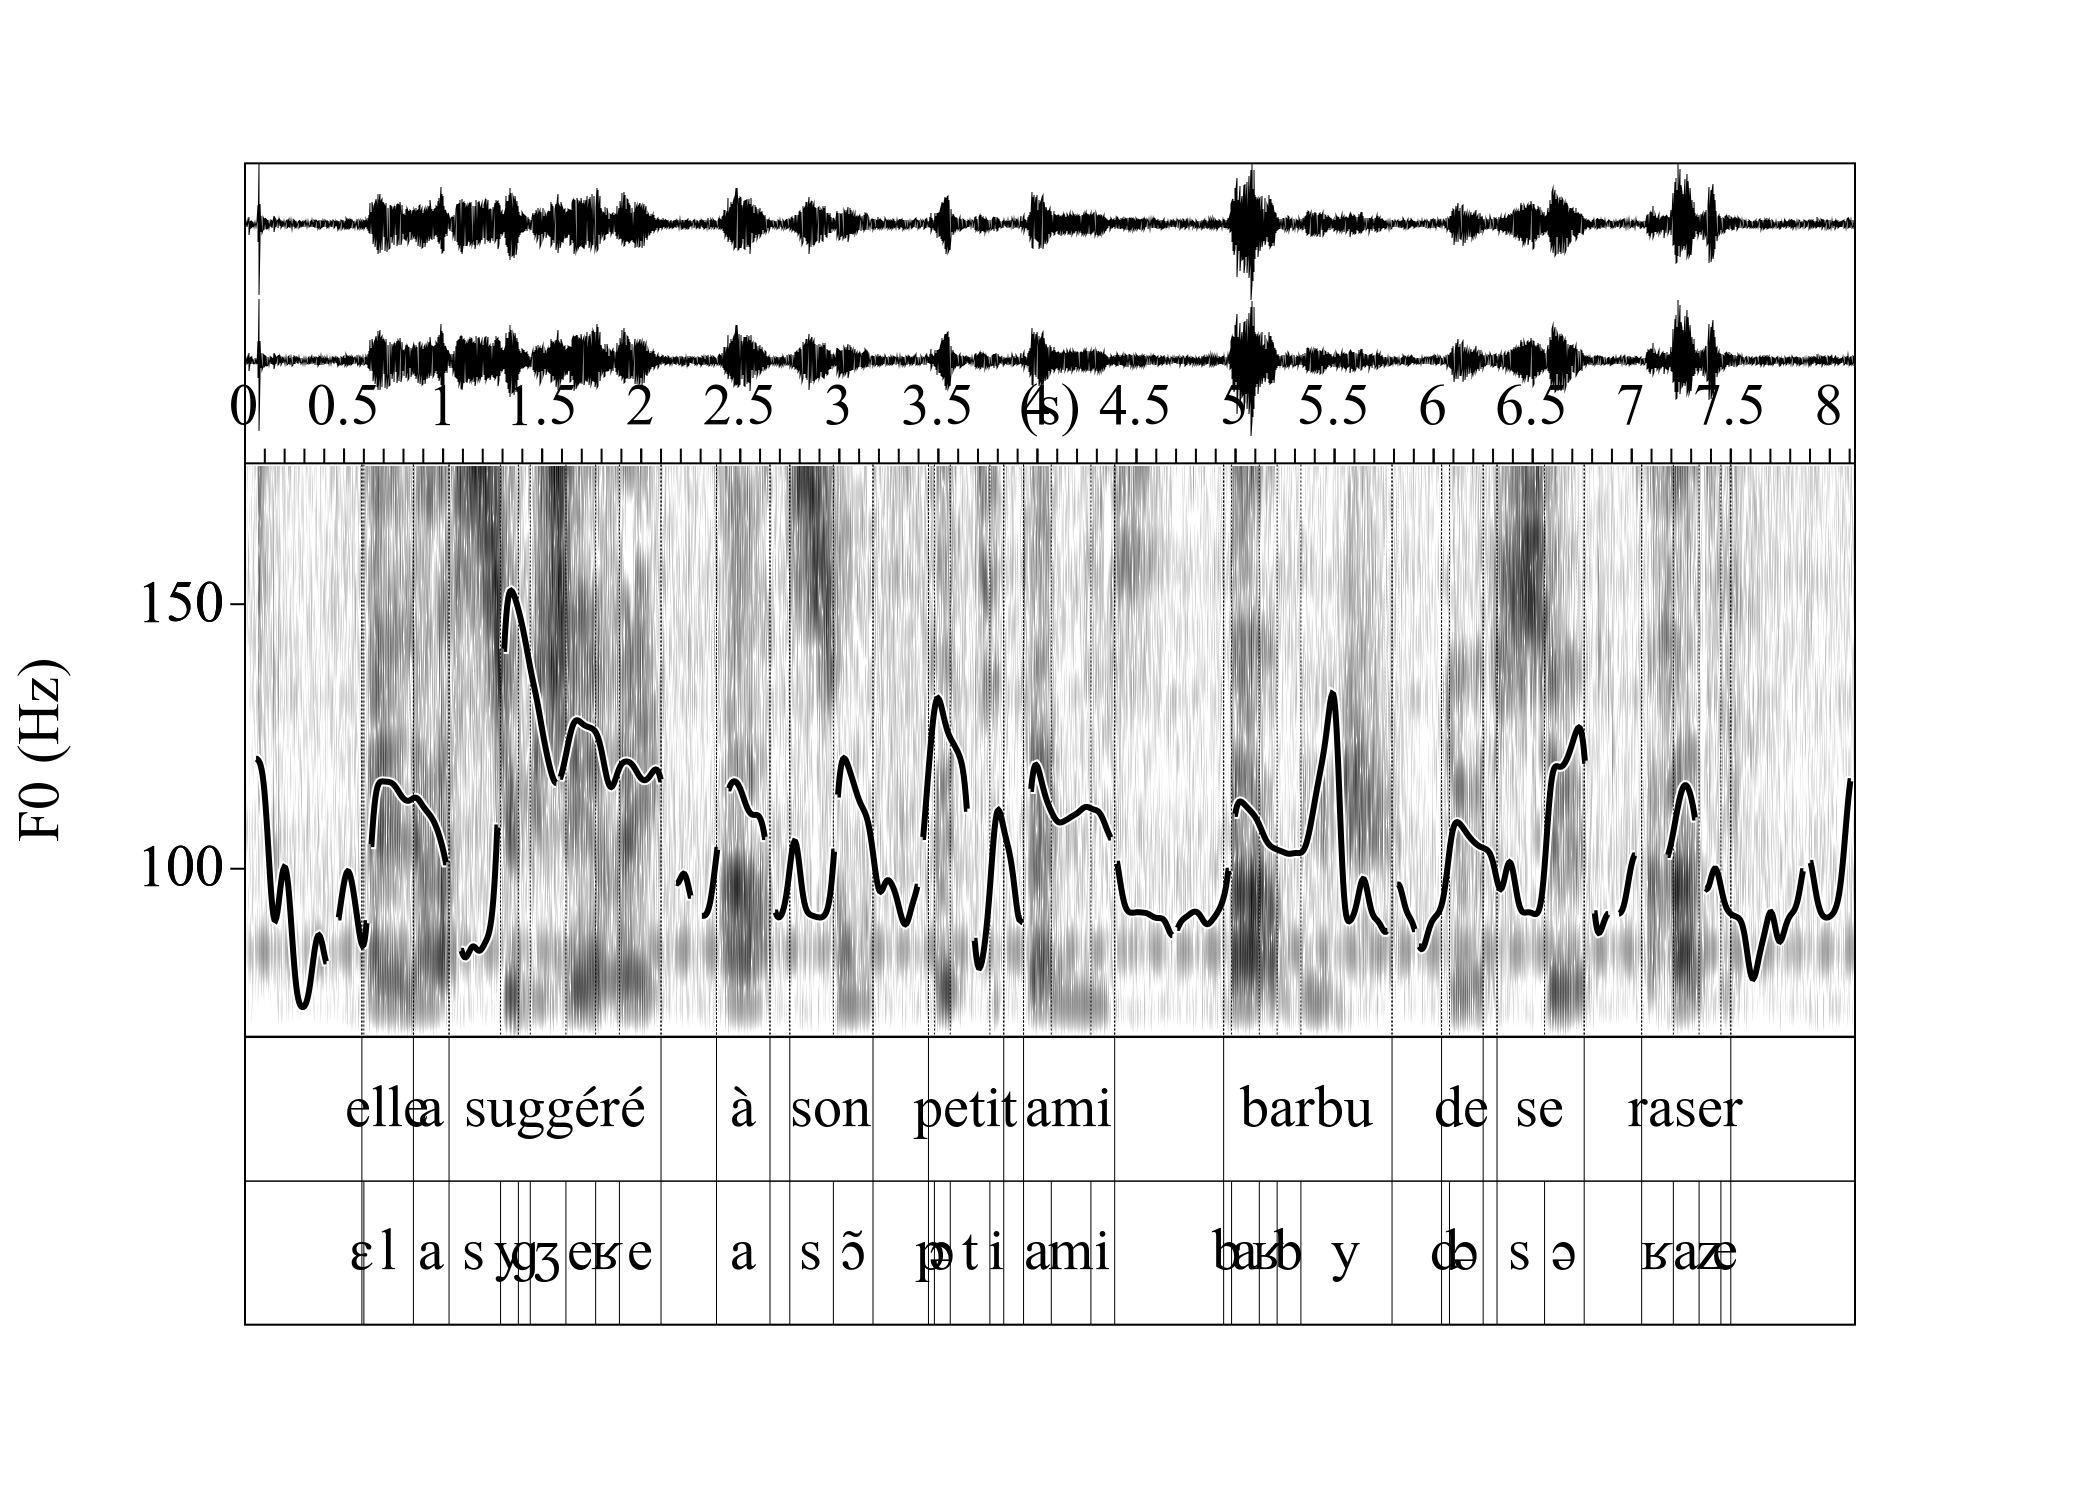 0 0.5 1 1.5 2 2.5 3 3.5 4 (s) 4.5 5 5.5 6 6.5 7 7.5 8
150
100
F0 (Hz)
elle a suggéré à son petit ami barbu de se raser
ɛ l a s y g ʒ e ʁ e a s ɔ̃ p ə t i a m i b a ʁ b y d ə s ə ʁ a z e